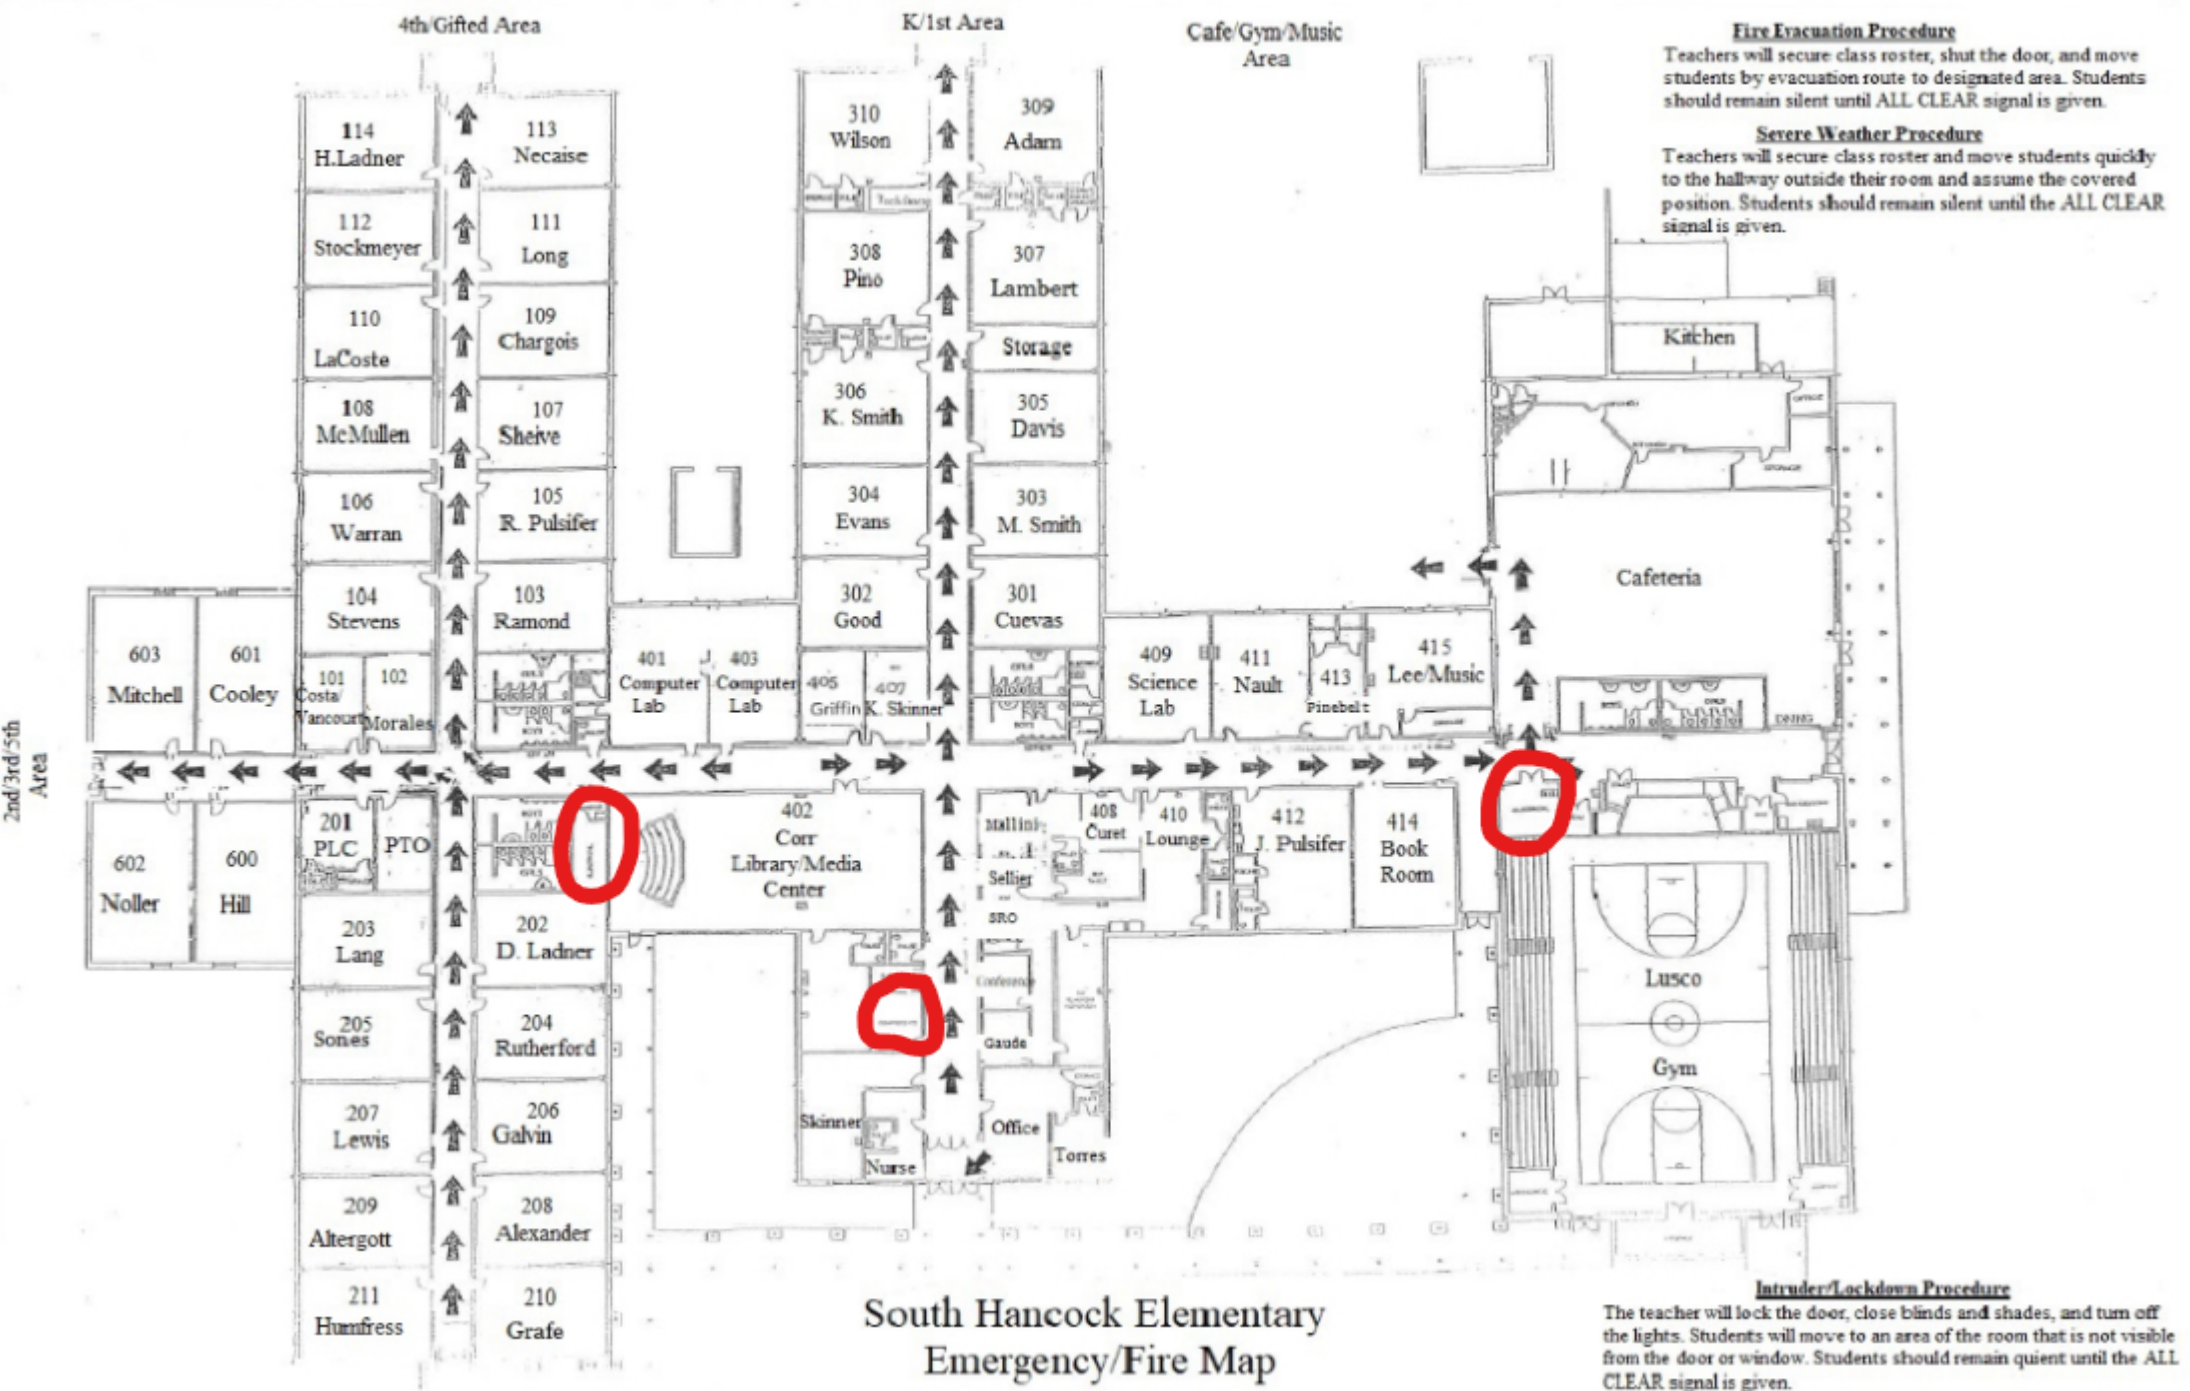 4th/Gifted Area
K/1st Area
Cafe/Gym/Music
Area
Fire Evacuation Procedure
Teachers will secure class roster, shut the door, and move
students by evacuation route to designated area. Students
should remain silent until ALL CLEAR signal is given.
Severe Weather Procedure
Teachers will secure class roster and move students quickly
to the hallway outside their room and assume the covered
position. Students should remain silent until the ALL CLEAR
signal is given.
114
H.Ladner
113
Necaise
112
Stockmeyer
111
Long
110
LaCoste
109
Chargois
108
McMullen
107
Sheive
106
Warran
105
R. Pulsifer
104
Stevens
103
Ramond
101
Costa/
Vancourt
102
Morales
603
Mitchell
601
Cooley
2nd/3rd/5th
Area
602
Noller
600
Hill
201
PLC
PTO
203
Lang
202
D. Ladner
205
Sones
204
Rutherford
207
Lewis
206
Galvin
209
Altergott
208
Alexander
211
Humfress
210
Grafe
310
Wilson
309
Adam
308
Pino
307
Lambert
Storage
306
K. Smith
305
Davis
304
Evans
303
M. Smith
302
Good
301
Cuevas
401
Computer
Lab
403
Computer
Lab
405
Griffin
407
K. Skinner
GIRLS
BOYS
409
Science
Lab
411
Nault
413
Pinebelt
415
Lee/Music
Kitchen
OFFICE
STORAGE
Cafeteria
BOYS
GIRLS
DINING
402
Corr
Library/Media
Center
BOYS
GIRLS
Mallini
Sellier
SRO
408
Curet
410
Lounge
412
J. Pulsifer
414
Book
Room
Conference
Gaude
Skinner
Nurse
Office
Torres
Lusco
Gym
South Hancock Elementary
Emergency/Fire Map
Intruder/Lockdown Procedure
The teacher will lock the door, close blinds and shades, and turn off
the lights. Students will move to an area of the room that is not visible
from the door or window. Students should remain quient until the ALL
CLEAR signal is given.